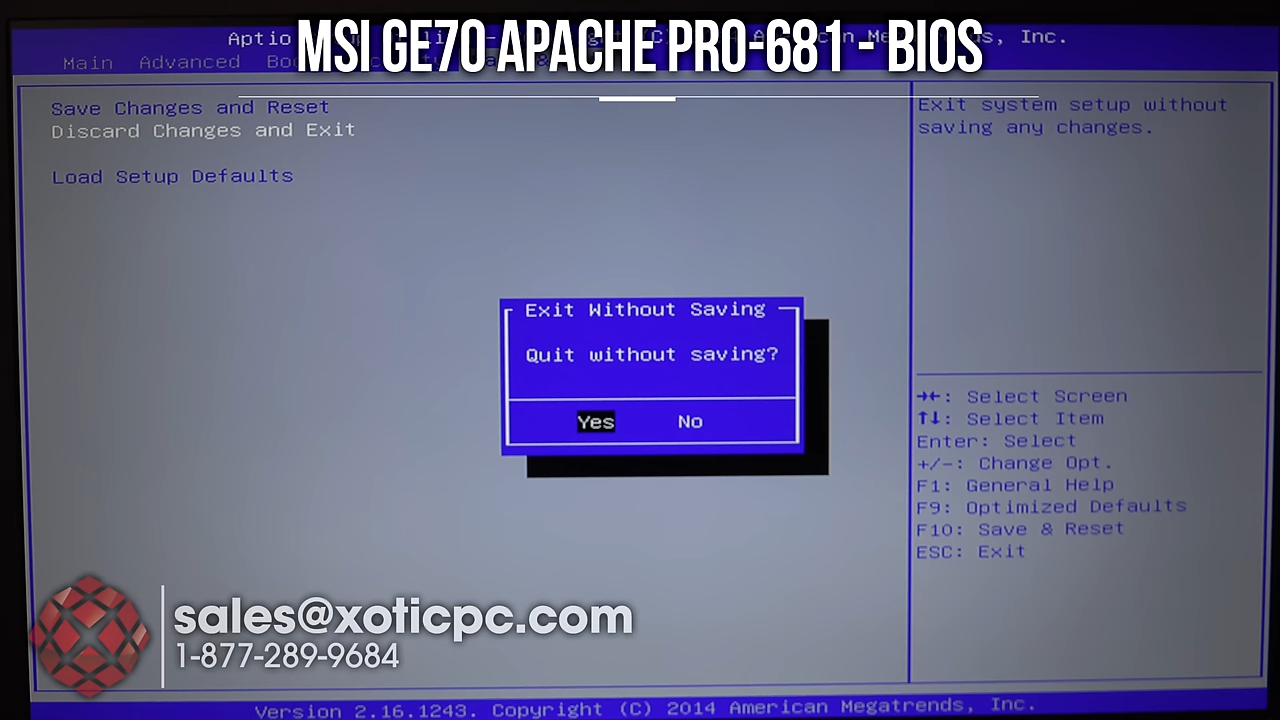 MSI GE70 APACHE PRO-681 - BIOS
Aptio
Inc.
Main Advanced
Save Changes and Reset
Discard Changes and Exit
Load Setup Defaults
Exit system setup without
saving any changes.
Exit Without Saving
Quit without saving?
Yes No
→←: Select Screen
↑↓: Select Item
Enter: Select
+/-: Change Opt.
F1: General Help
F9: Optimized Defaults
F10: Save & Reset
ESC: Exit
sales@xoticpc.com
1-877-289-9684
Version 2.16.1243. Copyright (C) 2014 American Megatrends, Inc.